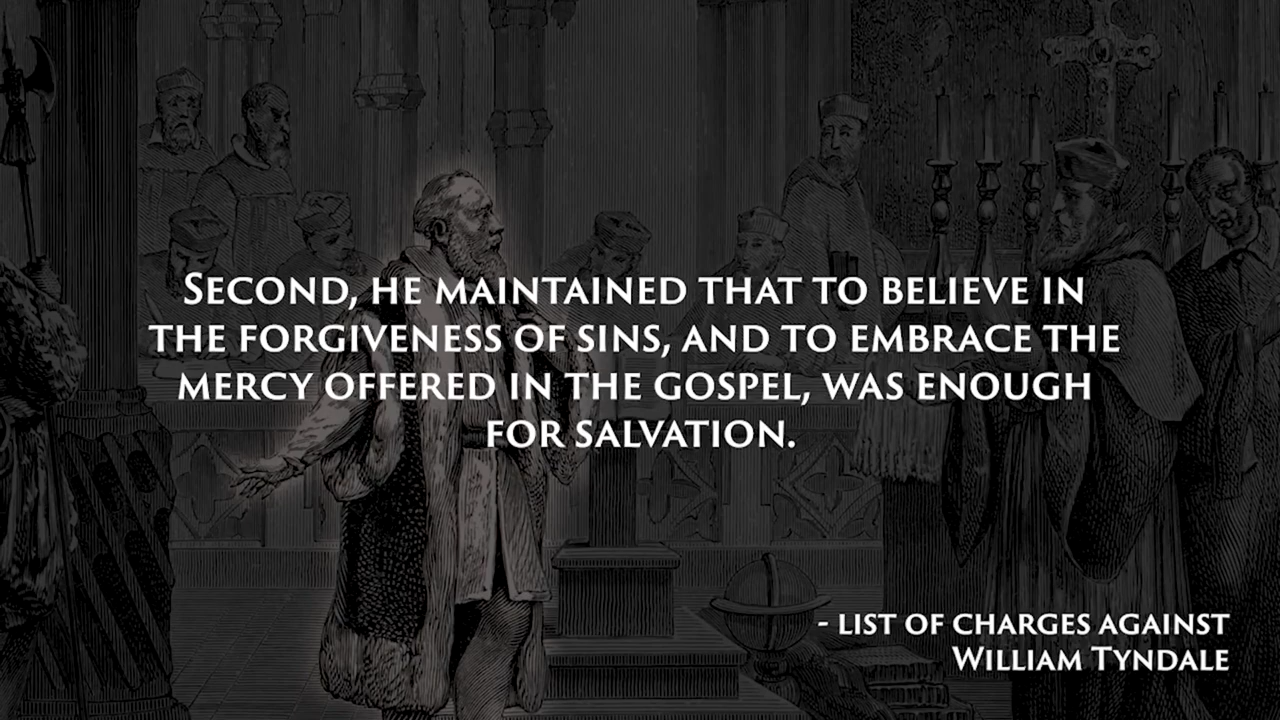 Second, he maintained that to believe in
the forgiveness of sins, and to embrace the
mercy offered in the Gospel, was enough
for salvation.
- list of charges against
William Tyndale